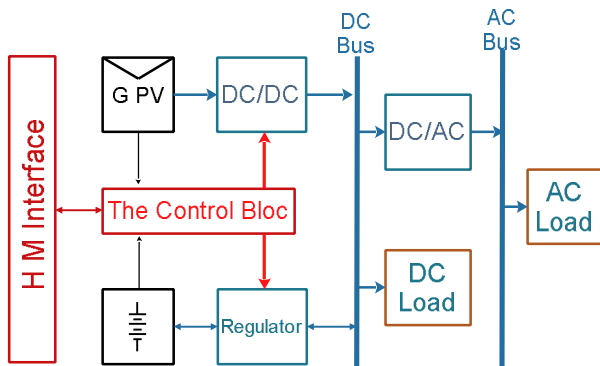 DC
Bus
AC
Bus
G PV
DC/DC
DC/AC
H M Interface
The Control Bloc
AC
Load
DC
Load
Regulator